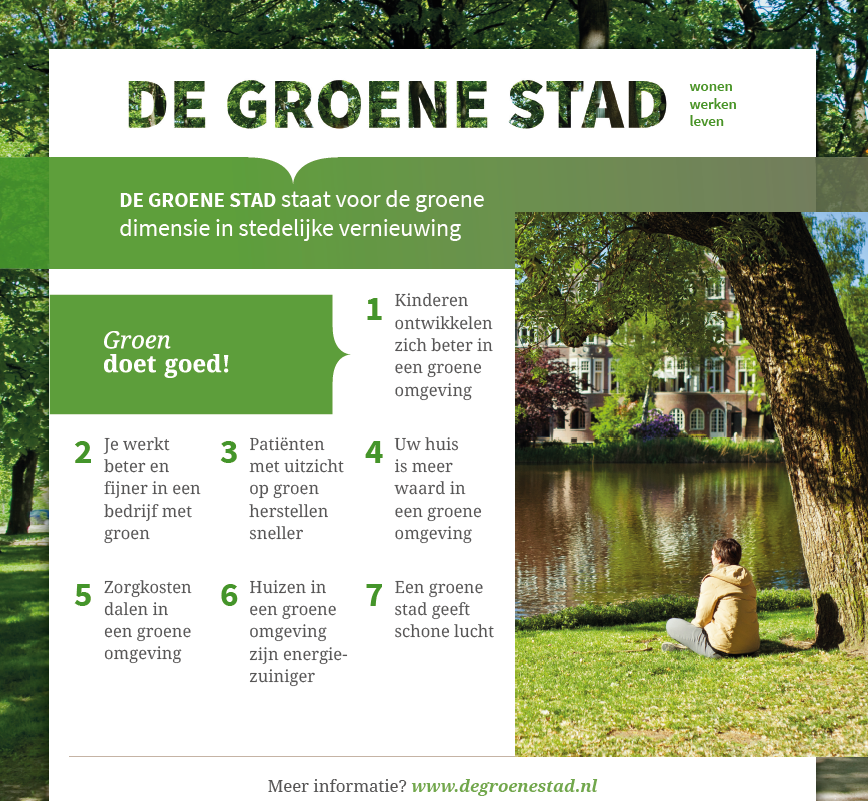 DE GROENE STAD
wonen
werken
leven
DE GROENE STAD staat voor de groene
dimensie in stedelijke vernieuwing
Groen
doet goed!
1 Kinderen
ontwikkelen
zich beter in
een groene
omgeving
2 Je werkt
beter en
fijner in een
bedrijf met
groen
3 Patiënten
met uitzicht
op groen
herstellen
sneller
4 Uw huis
is meer
waard in
een groene
omgeving
5 Zorgkosten
dalen in
een groene
omgeving
6 Huizen in
een groene
omgeving
zijn energie-
zuiniger
7 Een groene
stad geeft
schone lucht
Meer informatie? www.degroenestad.nl